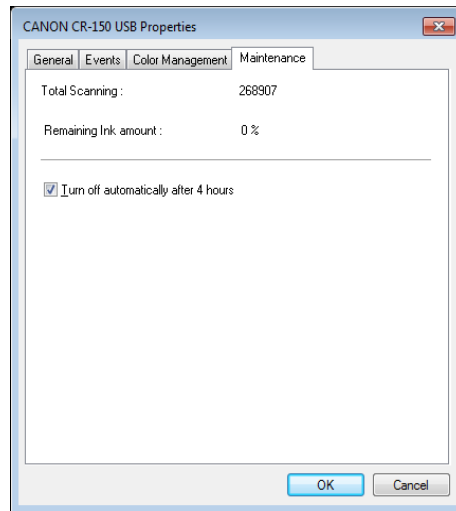 CANON CR-150 USB Properties
General Events Color Management Maintenance
Total Scanning : 268907
Remaining Ink amount : 0 %
Turn off automatically after 4 hours
OK Cancel